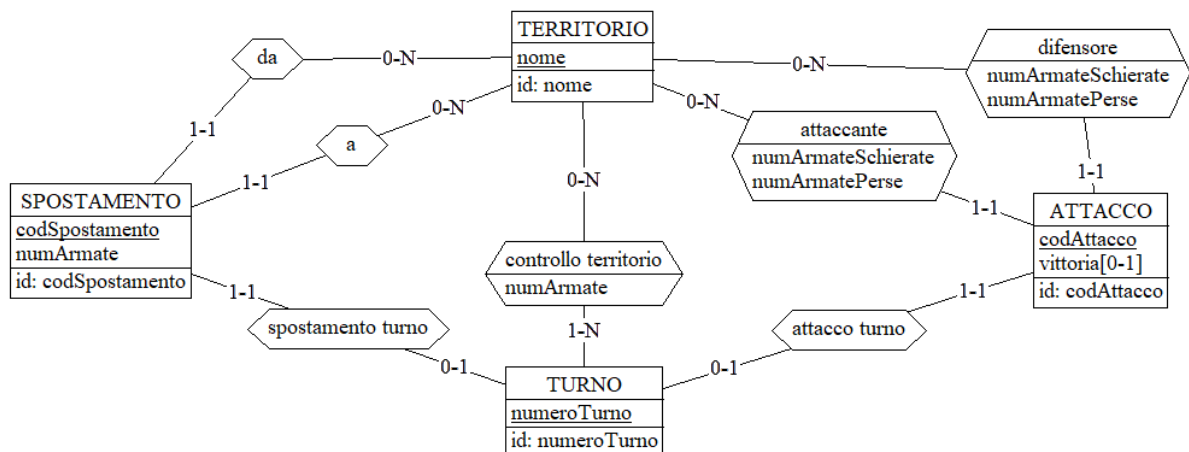 TERRITORIO
nome
id: nome
da
0-N
1-1
a
0-N
1-1
difensore
numArmateSchierate
numArmatePerse
0-N
1-1
attaccante
numArmateSchierate
numArmatePerse
0-N
1-1
SPOSTAMENTO
codSpostamento
numArmate
id: codSpostamento
ATTACCO
codAttacco
vittoria[0-1]
id: codAttacco
0-N
controllo territorio
numArmate
1-N
1-1
spostamento turno
0-1
1-1
attacco turno
0-1
TURNO
numeroTurno
id: numeroTurno